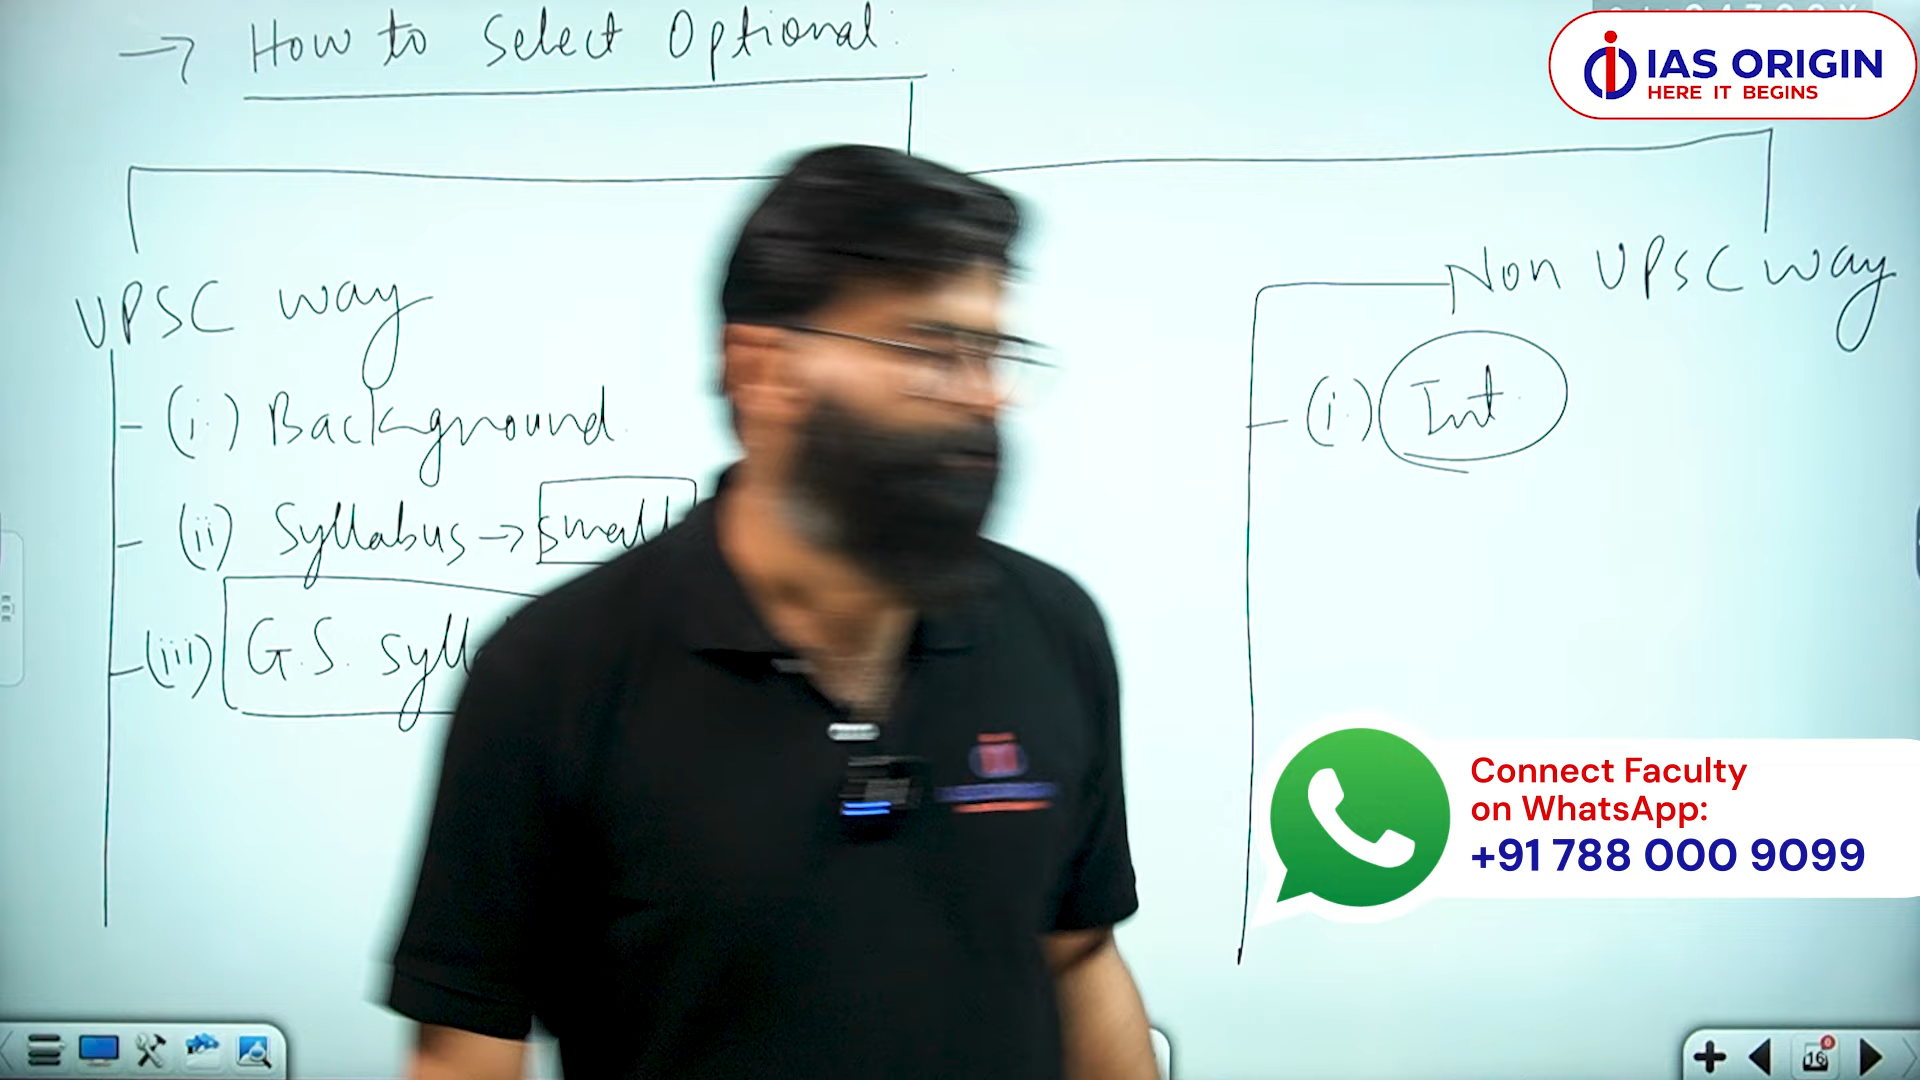 → How to Select Optional.
IAS ORIGIN
HERE IT BEGINS
UPSC way
(i) Background
(ii) Syllabus → small
(iii) G.S. syll
Non UPSC way
(i) Int
Connect Faculty
on WhatsApp:
+91 788 000 9099
16